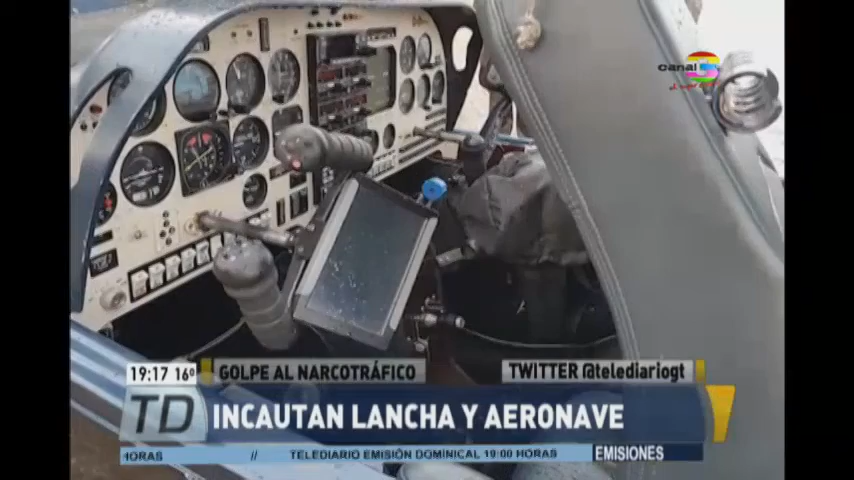 canal 3
19:17 16º
GOLPE AL NARCOTRÁFICO
TWITTER @telediariogt
TD
INCAUTAN LANCHA Y AERONAVE
HORAS // TELEDIARIO EMISIÓN DOMINICAL 19:00 HORAS
EMISIONES